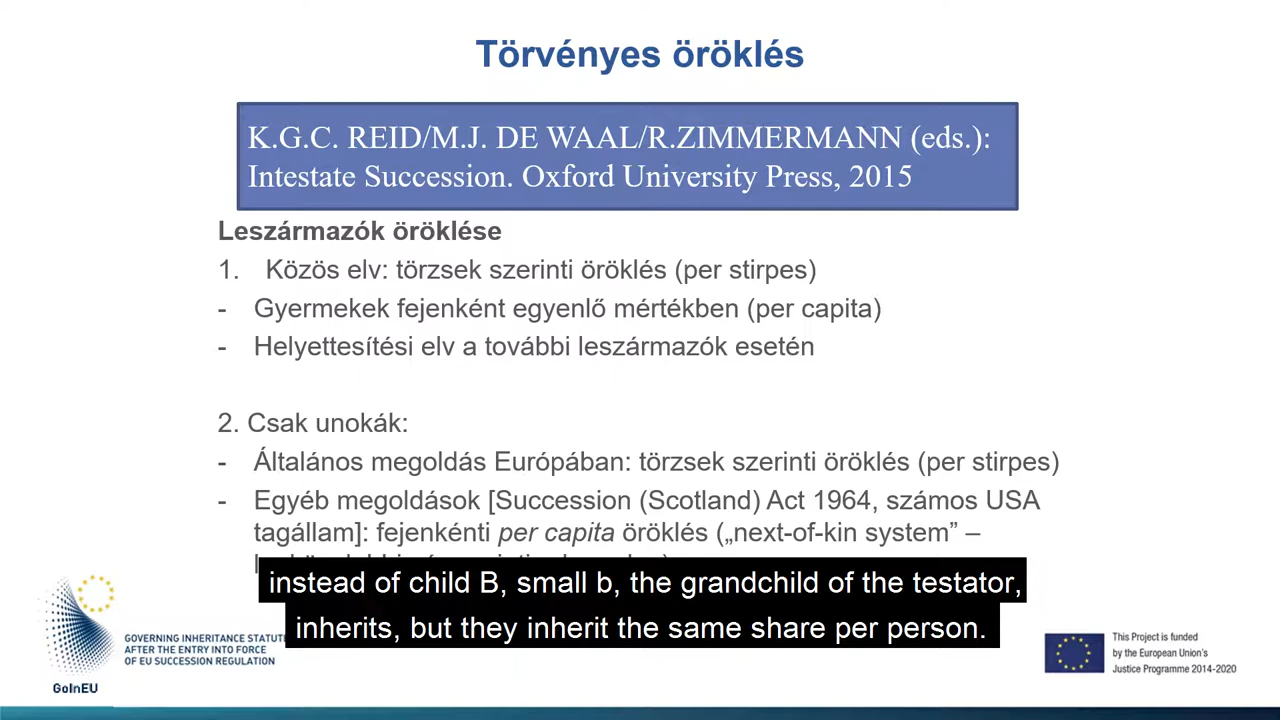 Törvényes öröklés
K.G.C. REID/M.J. DE WAAL/R.ZIMMERMANN (eds.):
Intestate Succession. Oxford University Press, 2015
Leszármazók öröklése
1. Közös elv: törzsek szerinti öröklés (per stirpes)
- Gyermekek fejenként egyenlő mértékben (per capita)
- Helyettesítési elv a további leszármazók esetén
2. Csak unokák:
- Általános megoldás Európában: törzsek szerinti öröklés (per stirpes)
- Egyéb megoldások [Succession (Scotland) Act 1964, számos USA
tagállam]: fejenkénti per capita öröklés („next-of-kin system” –
instead of child B, small b, the grandchild of the testator,
inherits, but they inherit the same share per person.
GoInEU
GOVERNING INHERITANCE STATUTE
AFTER THE ENTRY INTO FORCE
OF EU SUCCESSION REGULATION
This Project is funded
by the European Union's
Justice Programme 2014-2020